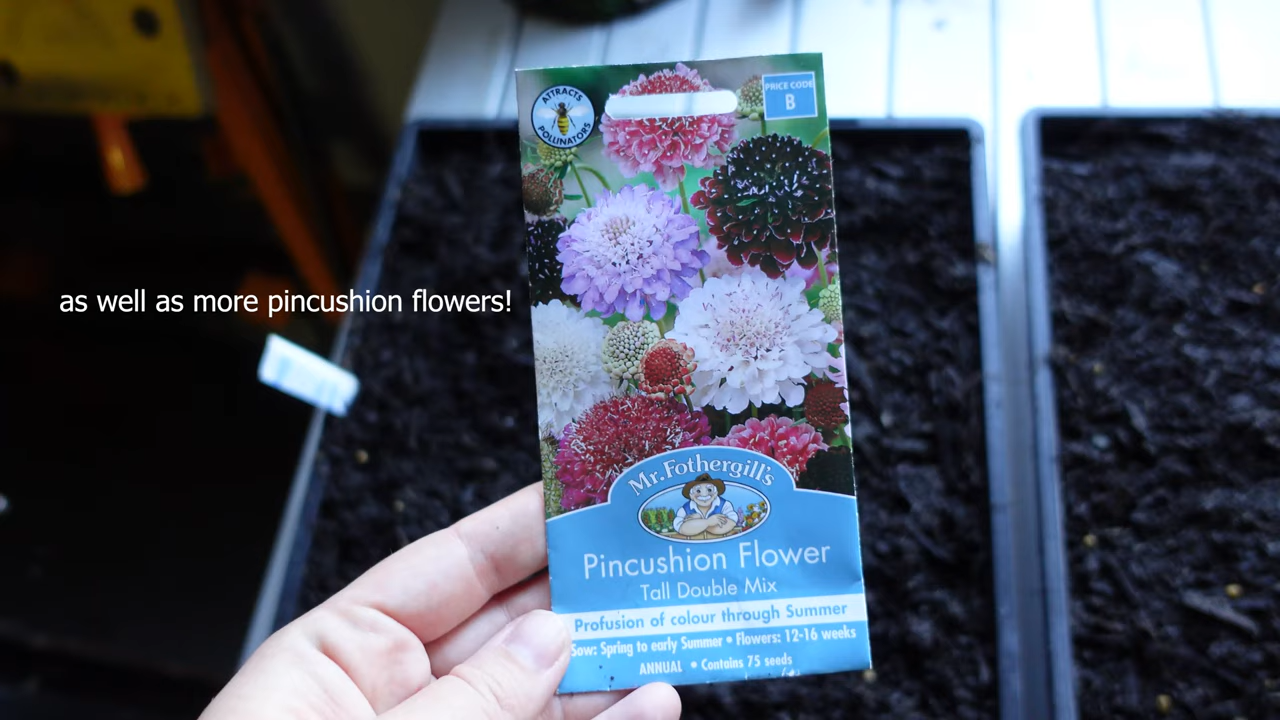 ATTRACTS
POLLINATORS
PRICE CODE
B
as well as more pincushion flowers!
Mr.Fothergill's
Pincushion Flower
Tall Double Mix
Profusion of colour through Summer
Sow: Spring to early Summer • Flowers: 12-16 weeks
ANNUAL • Contains 75 seeds